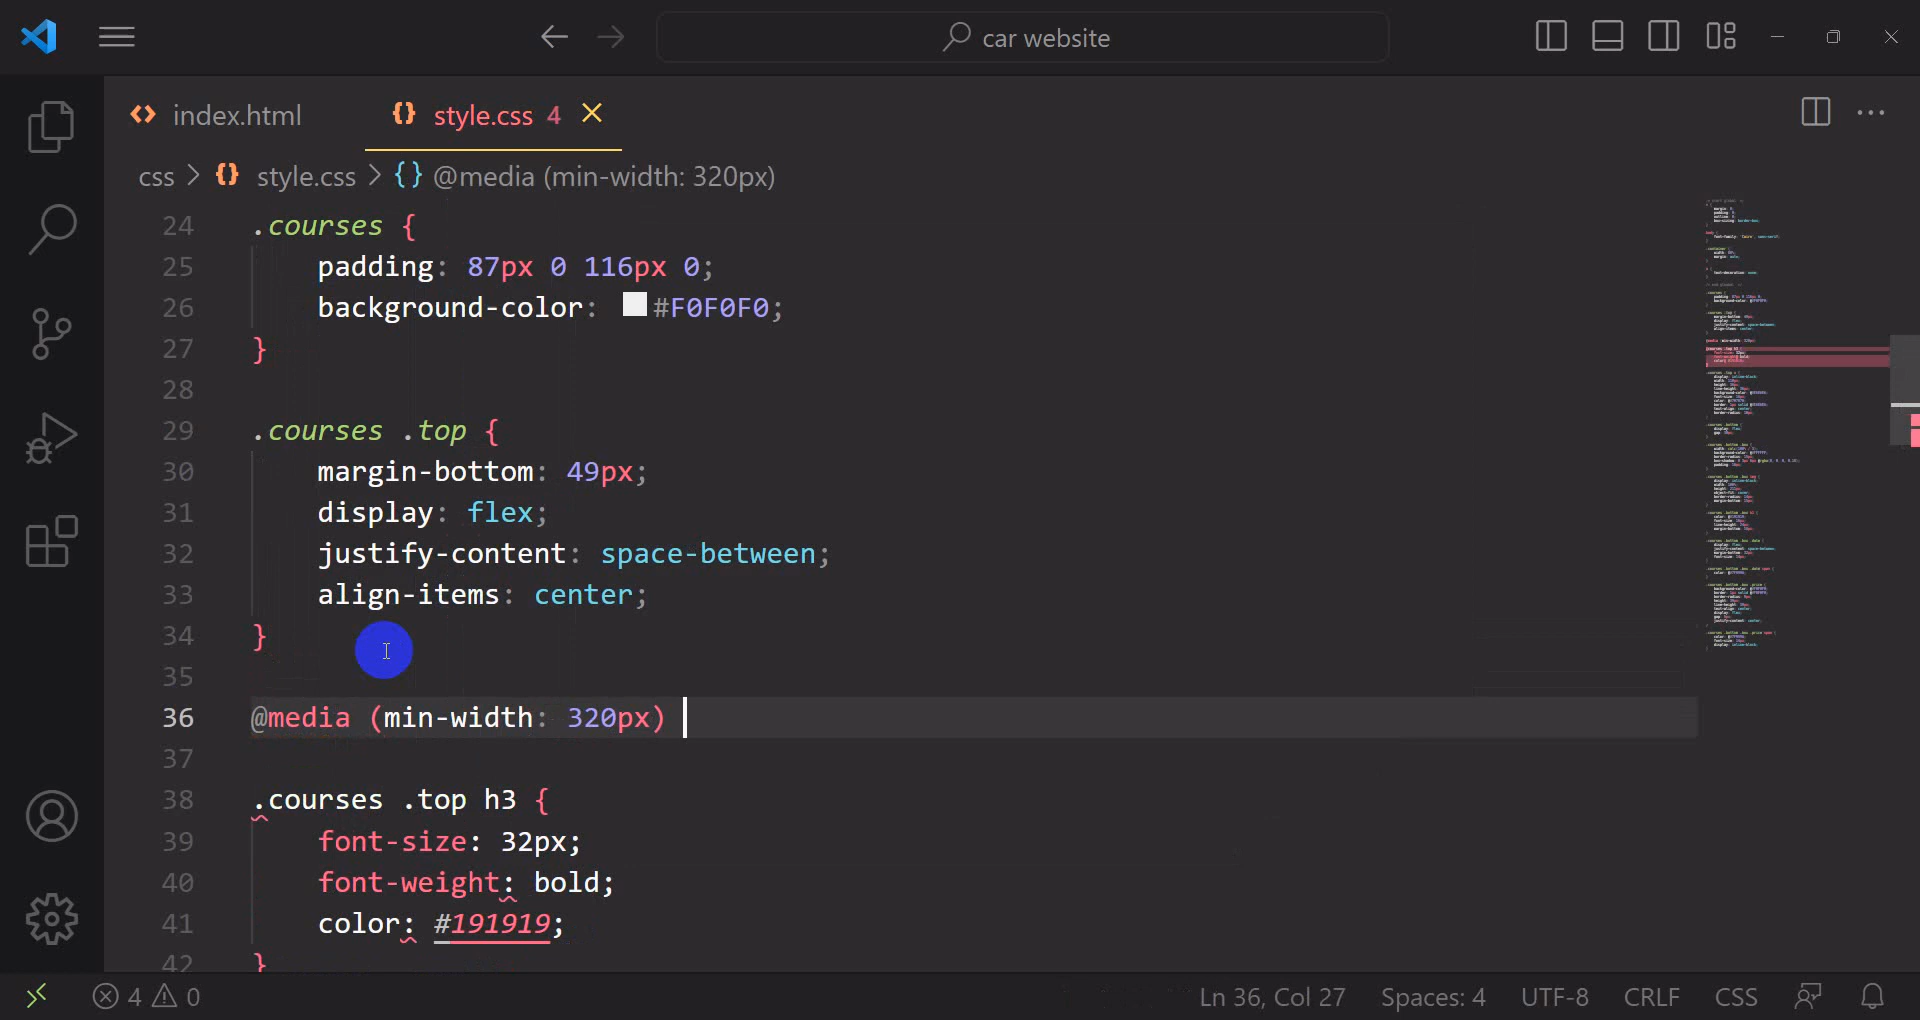 car website
index.html
style.css 4
css > style.css > @media (min-width: 320px)
24 .courses {
25 padding: 87px 0 116px 0;
26 background-color: #F0F0F0;
27 }
28
29 .courses .top {
30 margin-bottom: 49px;
31 display: flex;
32 justify-content: space-between;
33 align-items: center;
34 }
35
36 @media (min-width: 320px)
37
38 .courses .top h3 {
39 font-size: 32px;
40 font-weight: bold;
41 color: #191919;
42 }
4 0
Ln 36, Col 27 Spaces: 4 UTF-8 CRLF CSS